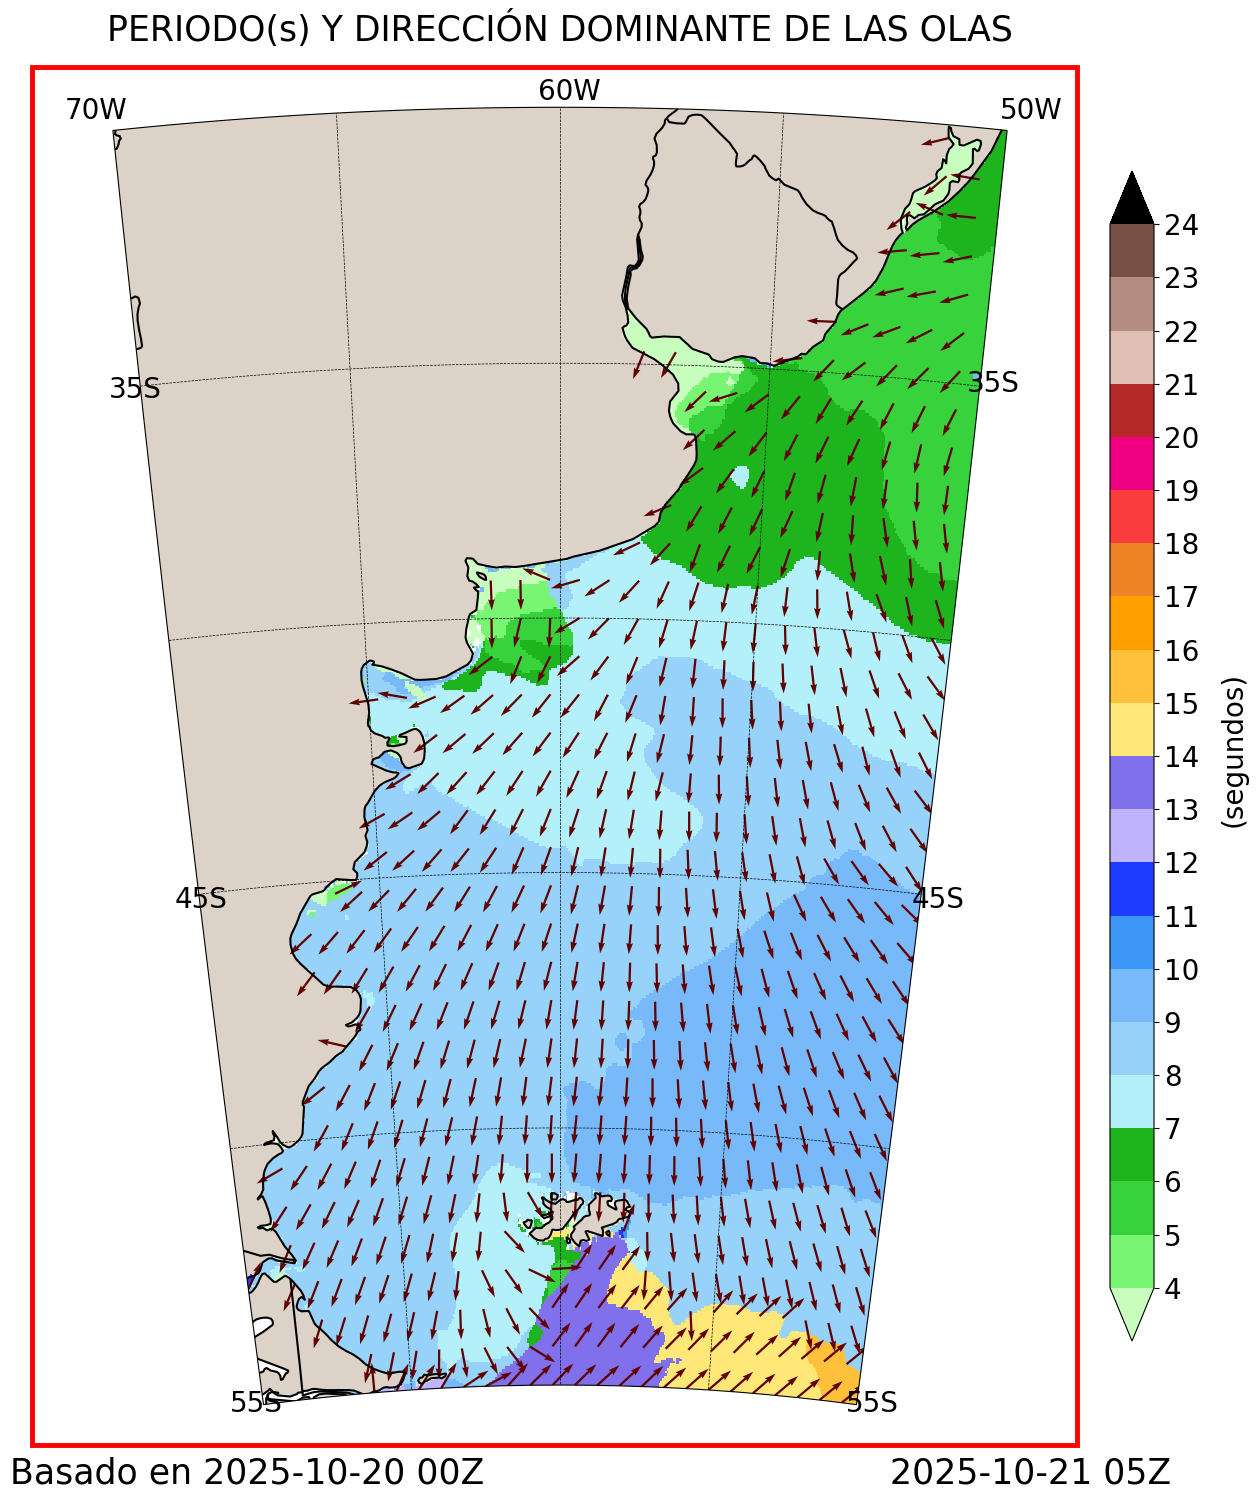 PERIODO(s) Y DIRECCIÓN DOMINANTE DE LAS OLAS
70W
60W
50W
35S
35S
45S
45S
55S
55S
24
23
22
21
20
19
18
17
16
15
14
13
12
11
10
9
8
7
6
5
4
(segundos)
Basado en 2025-10-20 00Z
2025-10-21 05Z